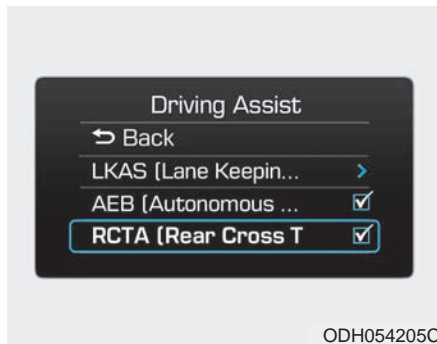 Driving Assist
Back
LKAS (Lane Keepin...
AEB (Autonomous ...
RCTA (Rear Cross T
ODH054205C